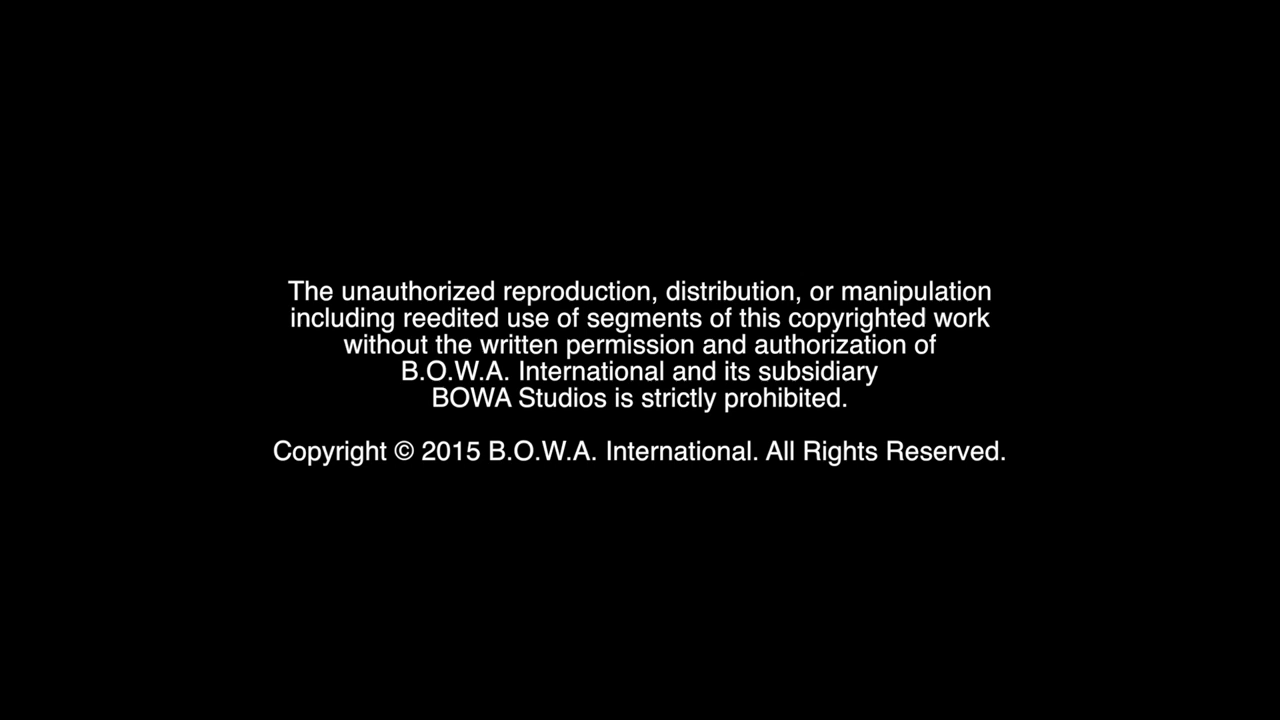 The unauthorized reproduction, distribution, or manipulation
including reedited use of segments of this copyrighted work
without the written permission and authorization of
B.O.W.A. International and its subsidiary
BOWA Studios is strictly prohibited.
Copyright © 2015 B.O.W.A. International. All Rights Reserved.